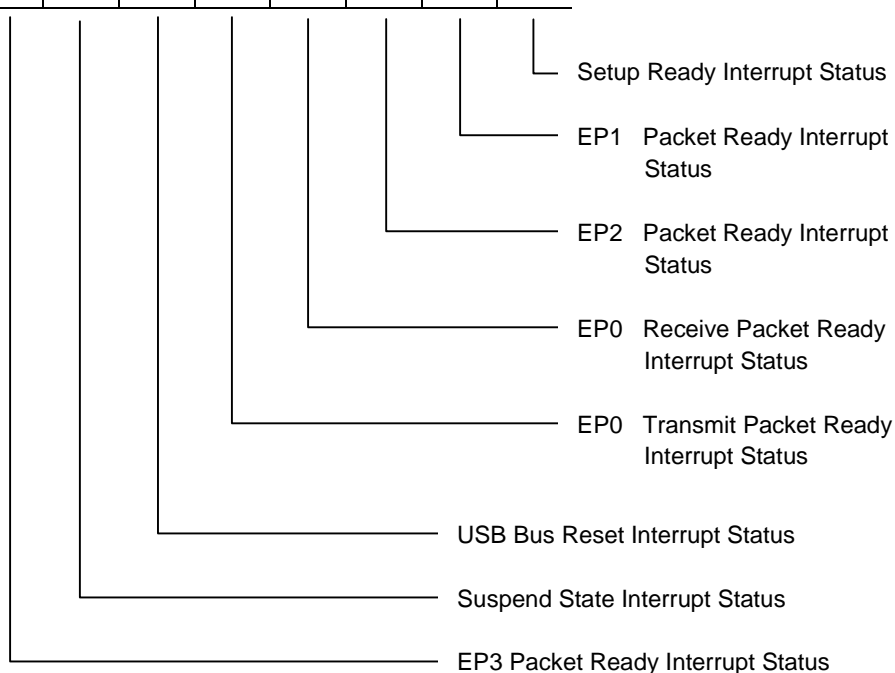 Setup Ready Interrupt Status
EP1 Packet Ready Interrupt
Status
EP2 Packet Ready Interrupt
Status
EP0 Receive Packet Ready
Interrupt Status
EP0 Transmit Packet Ready
Interrupt Status
USB Bus Reset Interrupt Status
Suspend State Interrupt Status
EP3 Packet Ready Interrupt Status